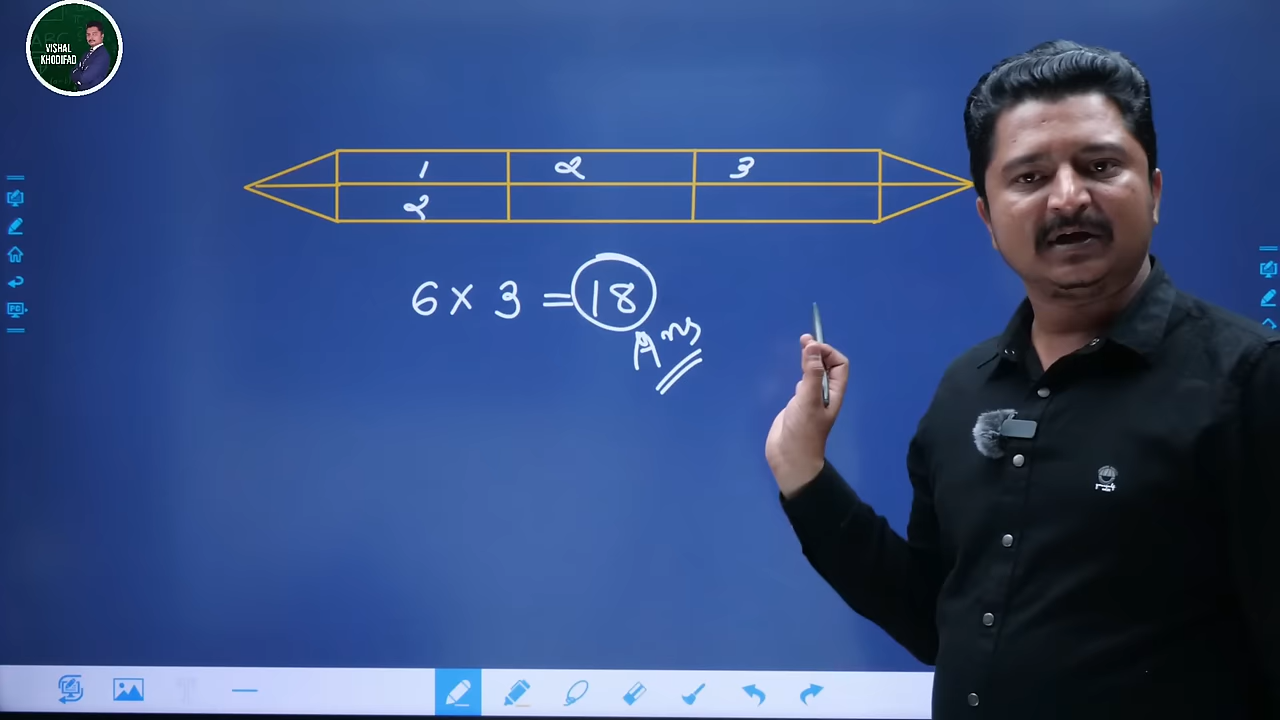 VISHAL
KHODIFAD
1 2 3
2
6 × 3 = 18
Ans